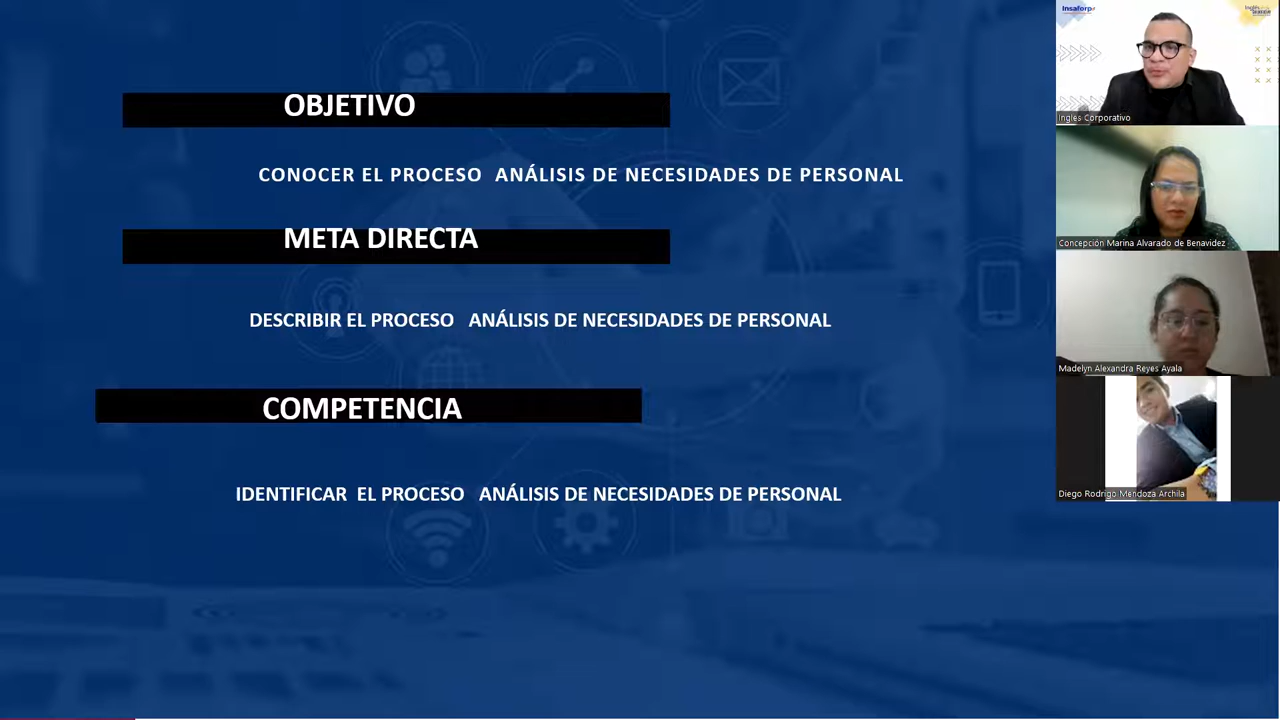 OBJETIVO
CONOCER EL PROCESO ANÁLISIS DE NECESIDADES DE PERSONAL
META DIRECTA
DESCRIBIR EL PROCESO ANÁLISIS DE NECESIDADES DE PERSONAL
COMPETENCIA
IDENTIFICAR EL PROCESO ANÁLISIS DE NECESIDADES DE PERSONAL
Insaforp
Ingles Corporativo
Concepción Marina Alvarado de Benavidez
Madelyn Alexandra Reyes Ayala
Diego Rodrigo Mendoza Archila